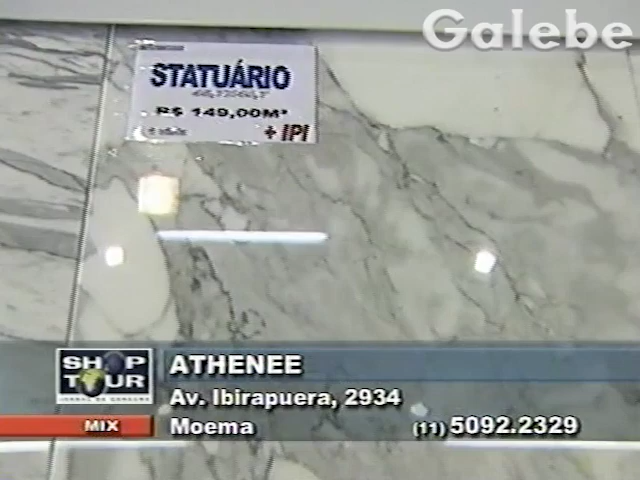 Galebe
STATUÁRIO
R$ 149,00M²
+ IPI
SHOP
TOUR
MIX
ATHENEE
Av. Ibirapuera, 2934
Moema
(11) 5092.2329